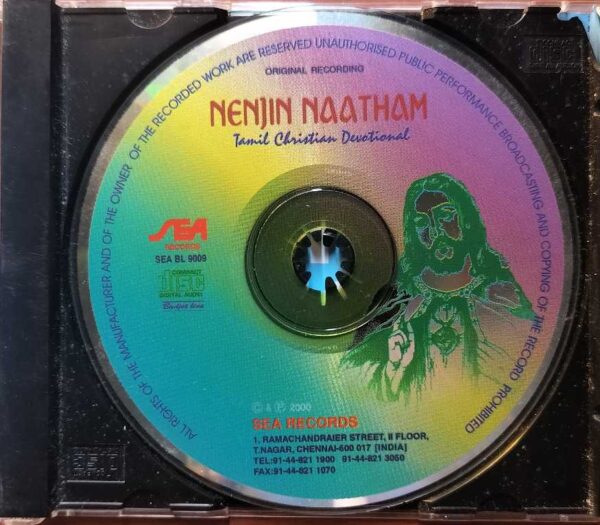 ALL RIGHTS OF THE MANUFACTURER AND OF THE OWNER OF THE RECORDED WORK ARE RESERVED UNAUTHORISED PUBLIC PERFORMANCE BROADCASTING AND COPYING OF THE RECORD PROHIBITED
ORIGINAL RECORDING
NENJIN NAATHAM
Tamil Christian Devotional
SEA
RECORDS
SEA BL 9009
COMPACT
disc
DIGITAL AUDIO
© & ℗ 2000
SEA RECORDS
1, RAMACHANDRAIER STREET, II FLOOR,
T.NAGAR, CHENNAI-600 017 [INDIA]
TEL:91-44-821 1900 91-44-821 3050
FAX:91-44-821 1070